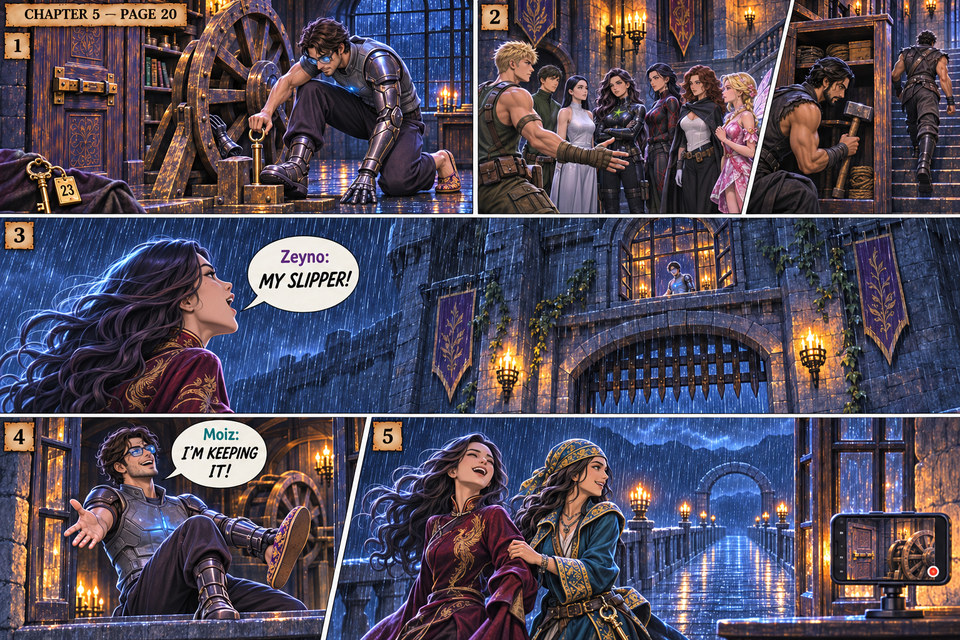 CHAPTER 5 — PAGE 20
1
23
2
3
Zeyno:
MY SLIPPER!
4
Moiz:
I'M KEEPING
IT!
5